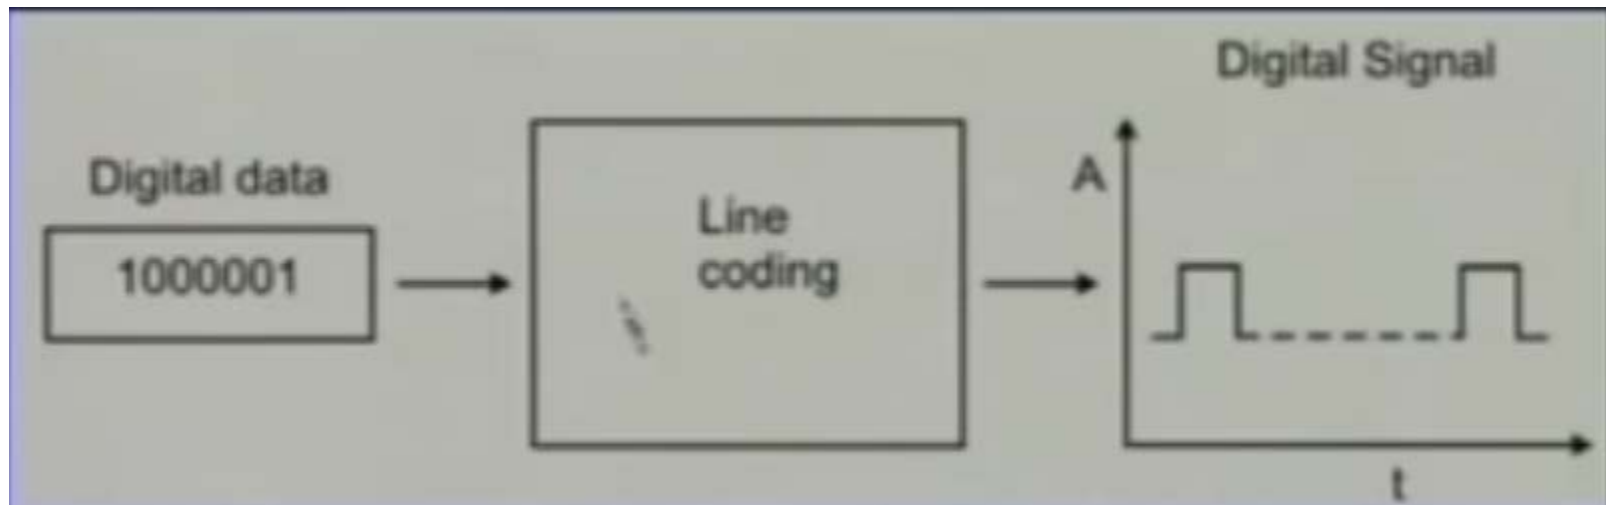 Digital Signal
Digital data
1000001
Line
coding
A
t